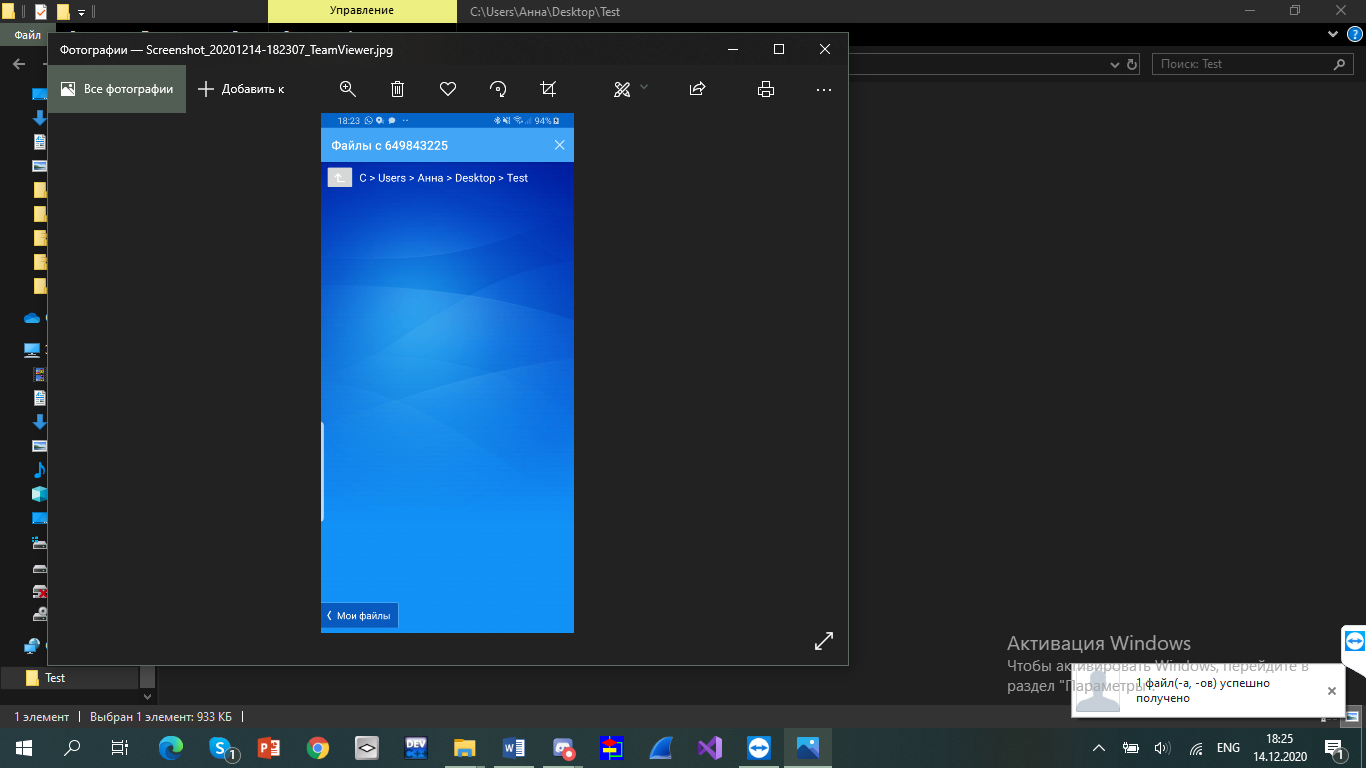 Управление
C:\Users\Анна\Desktop\Test
Файл
Фотографии — Screenshot_20201214-182307_TeamViewer.jpg
Поиск: Test
Все фотографии
Добавить к
18:23
94%
Файлы с 649843225
C > Users > Анна > Desktop > Test
Мои файлы
Активация Windows
Чтобы активировать Windows, перейдите в
раздел "Параметры".
1 файл(-а, -ов) успешно
получено
Test
1 элемент
Выбран 1 элемент: 933 КБ
DEV
ENG
18:25
14.12.2020
1
1